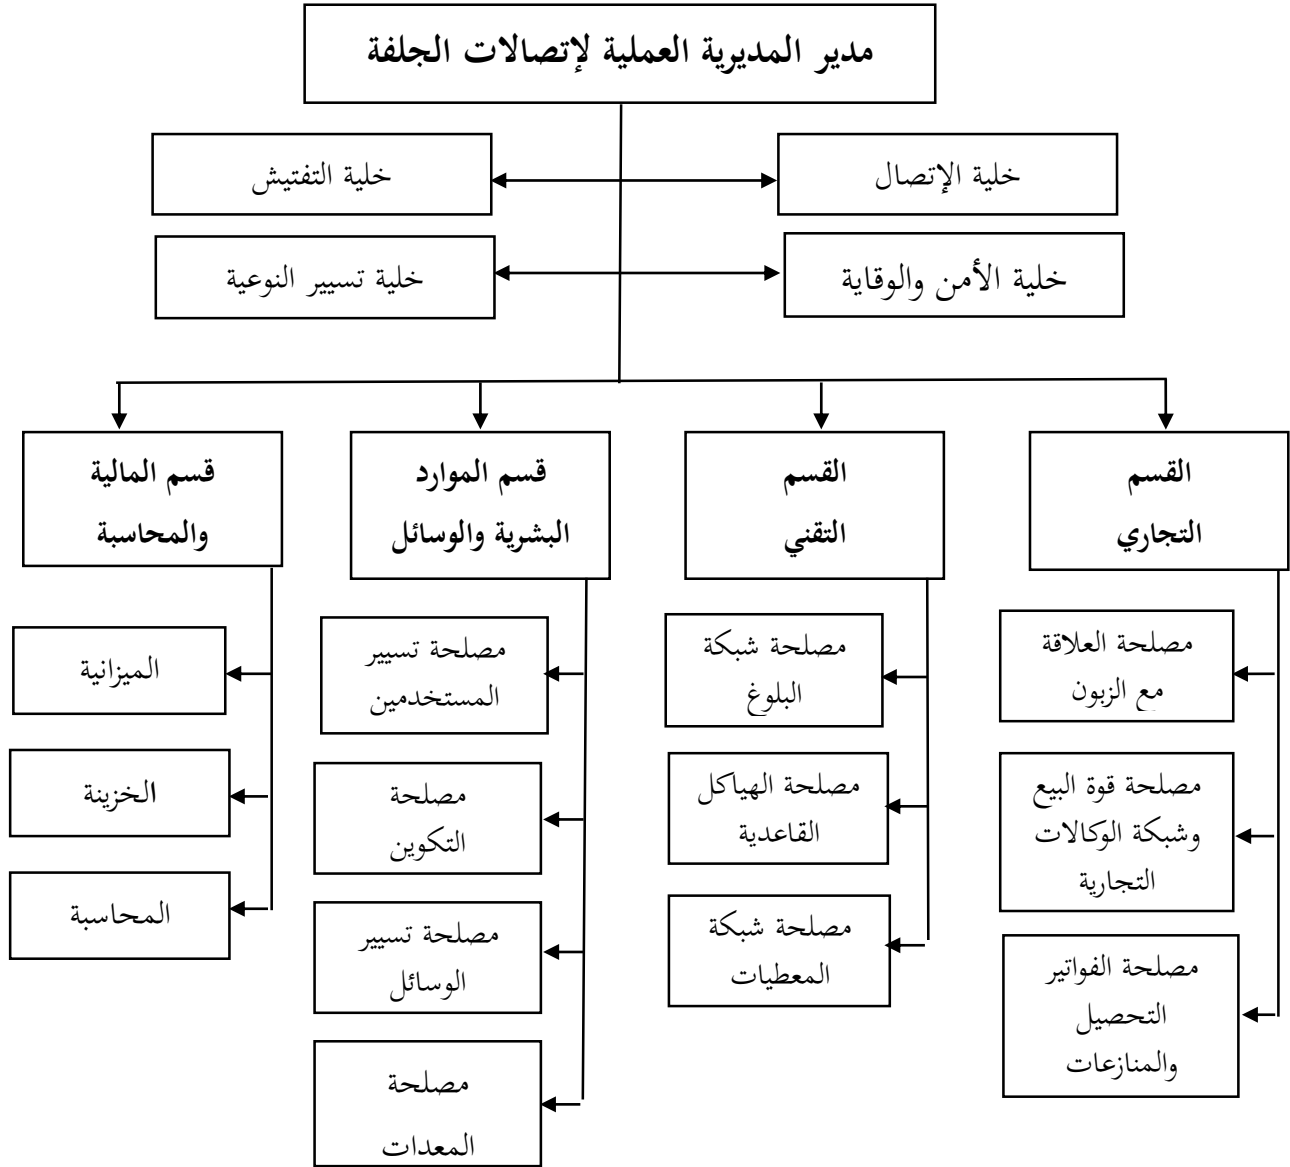 مدير المديرية العملية لإتصالات الجلفة
خلية الإتصال
خلية التفتيش
خلية الأمن والوقاية
خلية تسيير النوعية
القسم
التجاري
القسم
التقني
قسم الموارد
البشرية والوسائل
قسم المالية
والمحاسبة
مصلحة العلاقة
مع الزبون
مصلحة قوة البيع
وشبكة الوكالات
التجارية
مصلحة الفواتير
التحصيل
والمنازعات
مصلحة شبكة
البلوغ
مصلحة الهياكل
القاعدية
مصلحة شبكة
المعطيات
مصلحة تسيير
المستخدمين
مصلحة
التكوين
مصلحة تسيير
الوسائل
مصلحة
المعدات
الميزانية
الخزينة
المحاسبة